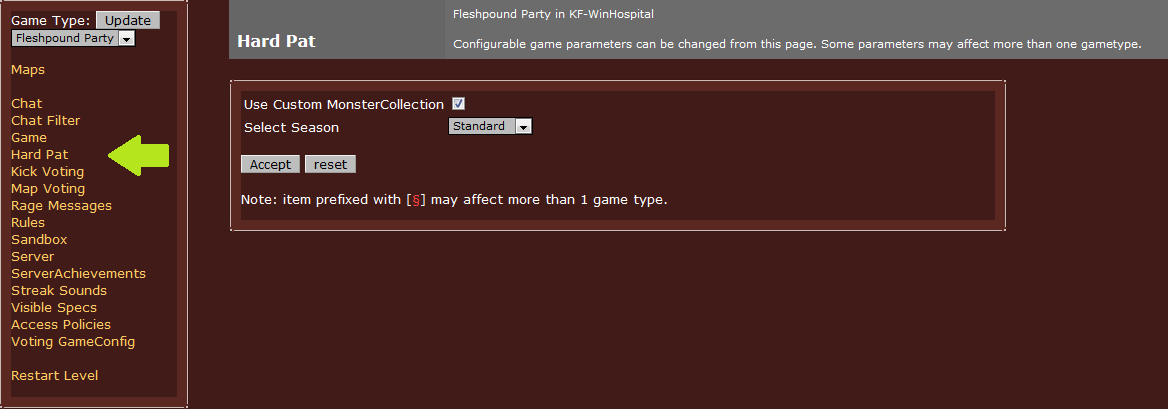 Game Type: Update
Fleshpound Party
Maps
Chat
Chat Filter
Game
Hard Pat
Kick Voting
Map Voting
Rage Messages
Rules
Sandbox
Server
ServerAchievements
Streak Sounds
Visible Specs
Access Policies
Voting GameConfig
Restart Level
Hard Pat
Fleshpound Party in KF-WinHospital
Configurable game parameters can be changed from this page. Some parameters may affect more than one gametype.
Use Custom MonsterCollection
Select Season Standard
Accept reset
Note: item prefixed with [§] may affect more than 1 game type.